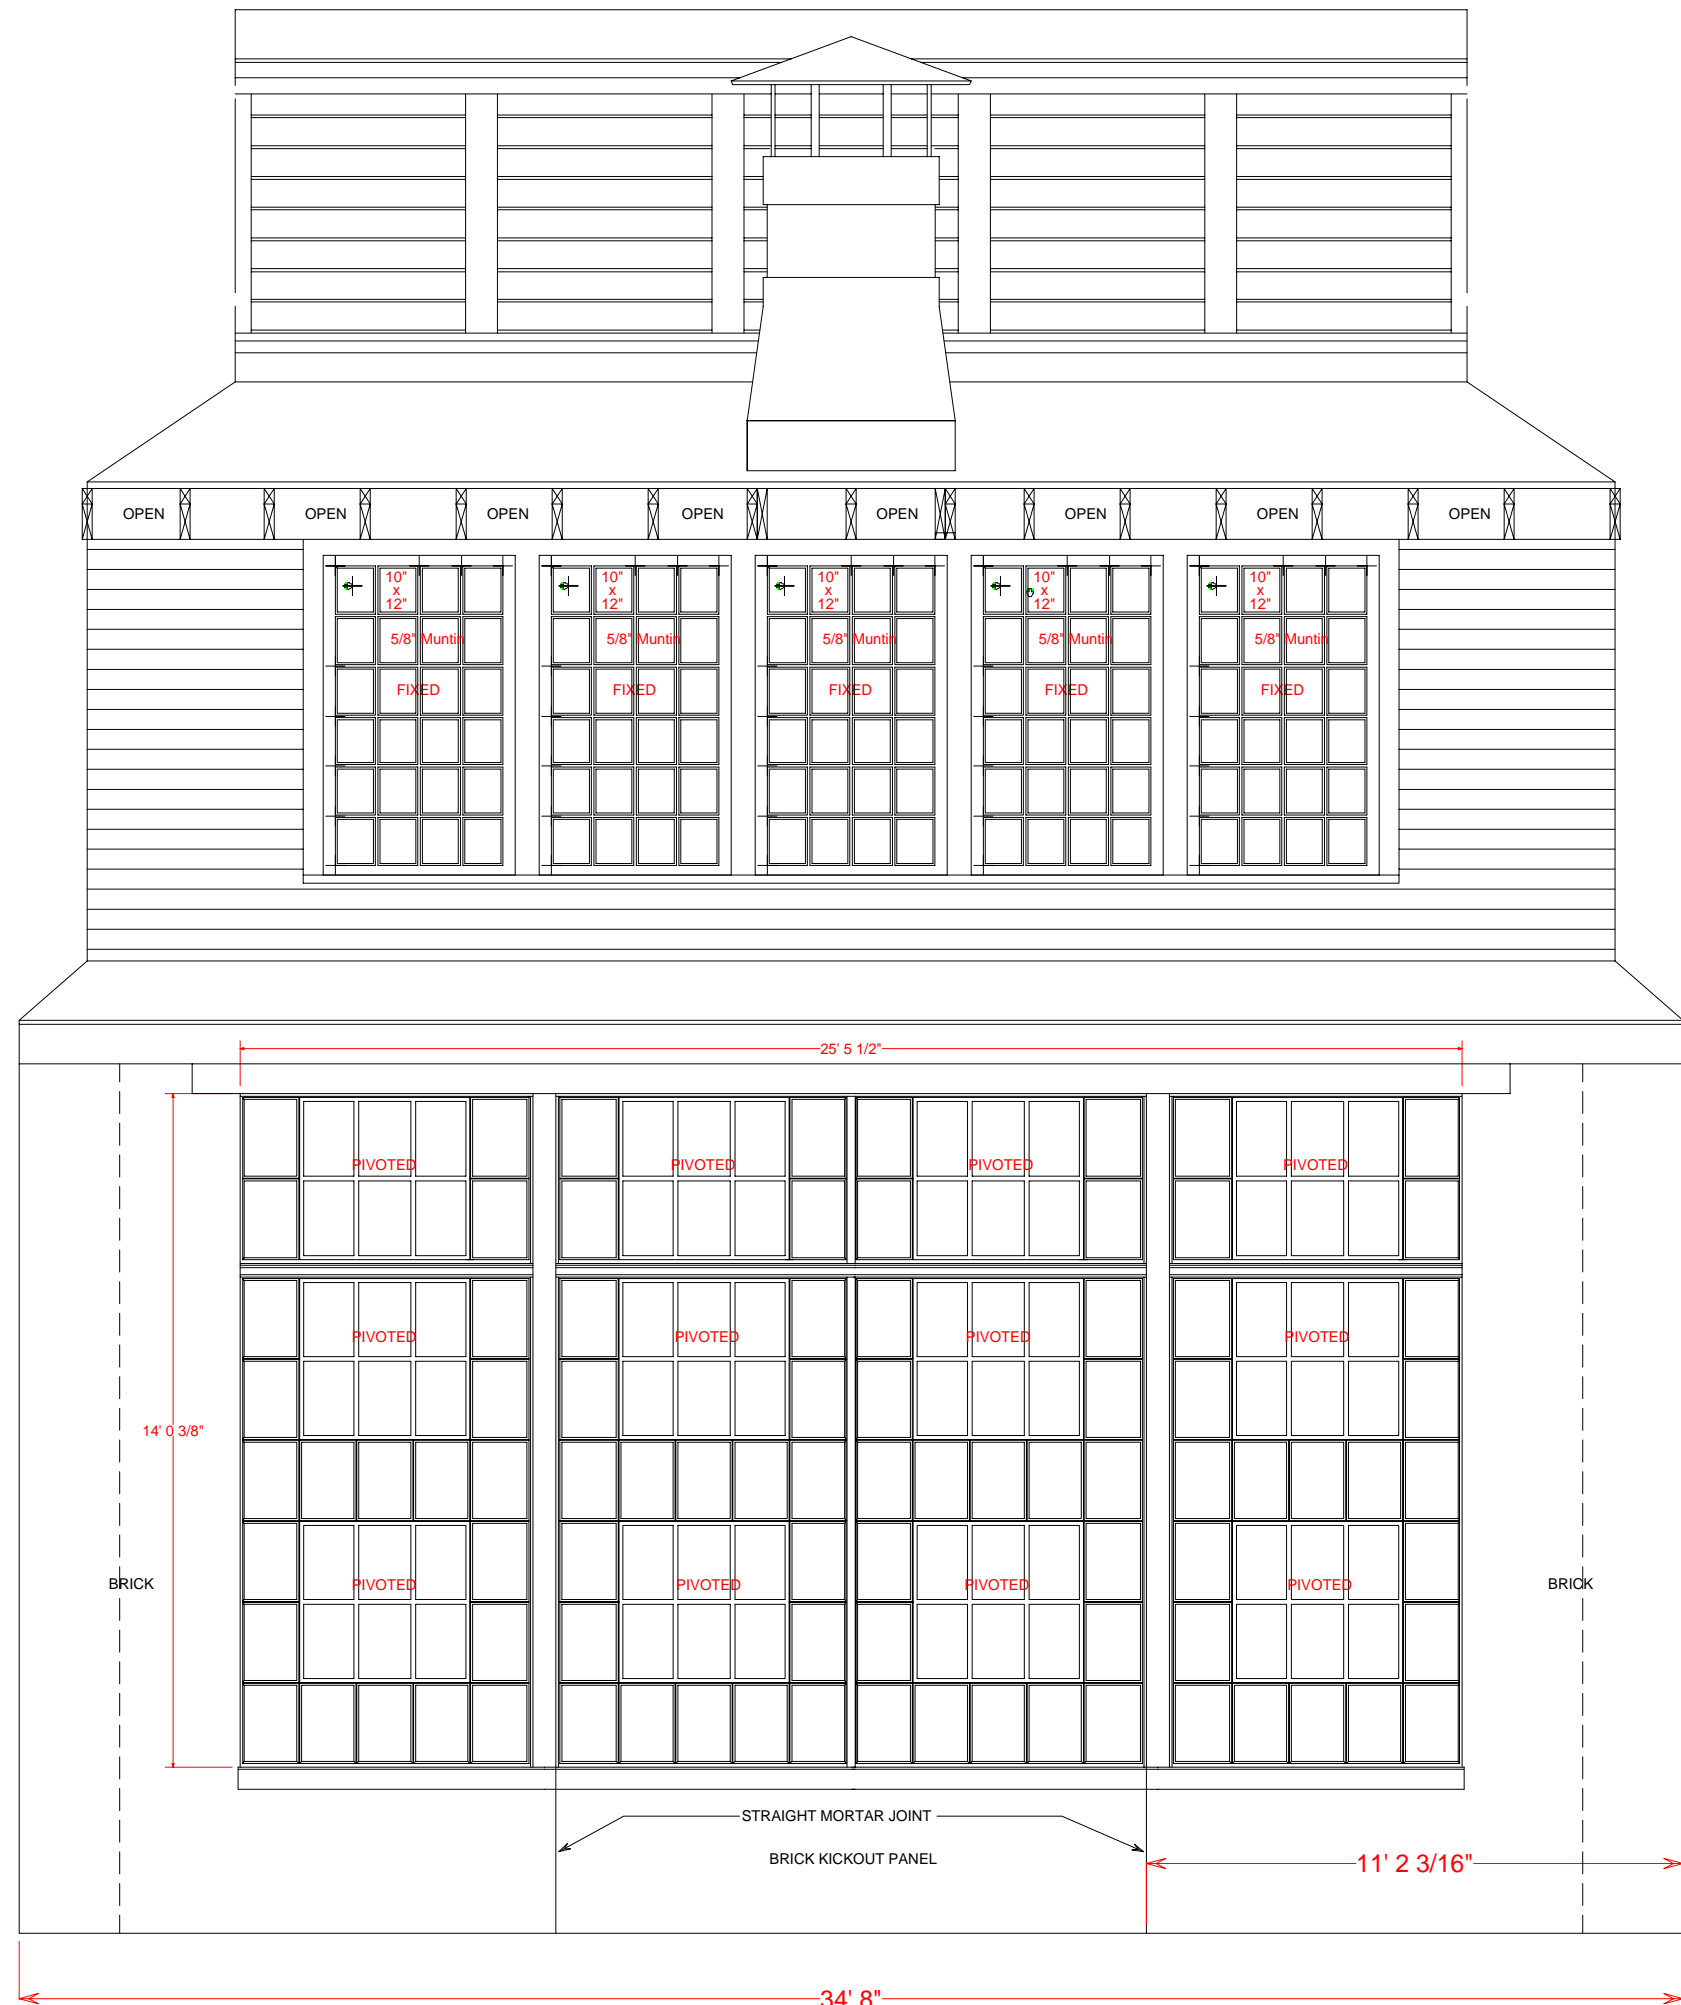 OPEN OPEN OPEN OPEN OPEN OPEN OPEN OPEN
10" 10" 10" 10" 10"
x x x x x
12" 12" 12" 12" 12"
5/8" Muntin 5/8" Muntin 5/8" Muntin 5/8" Muntin 5/8" Muntin
FIXED FIXED FIXED FIXED FIXED
25' 5 1/2"
PIVOTED PIVOTED PIVOTED PIVOTED
PIVOTED PIVOTED PIVOTED PIVOTED
14' 0 3/8"
BRICK PIVOTED PIVOTED PIVOTED PIVOTED BRICK
STRAIGHT MORTAR JOINT
BRICK KICKOUT PANEL
11' 2 3/16"
34' 8"